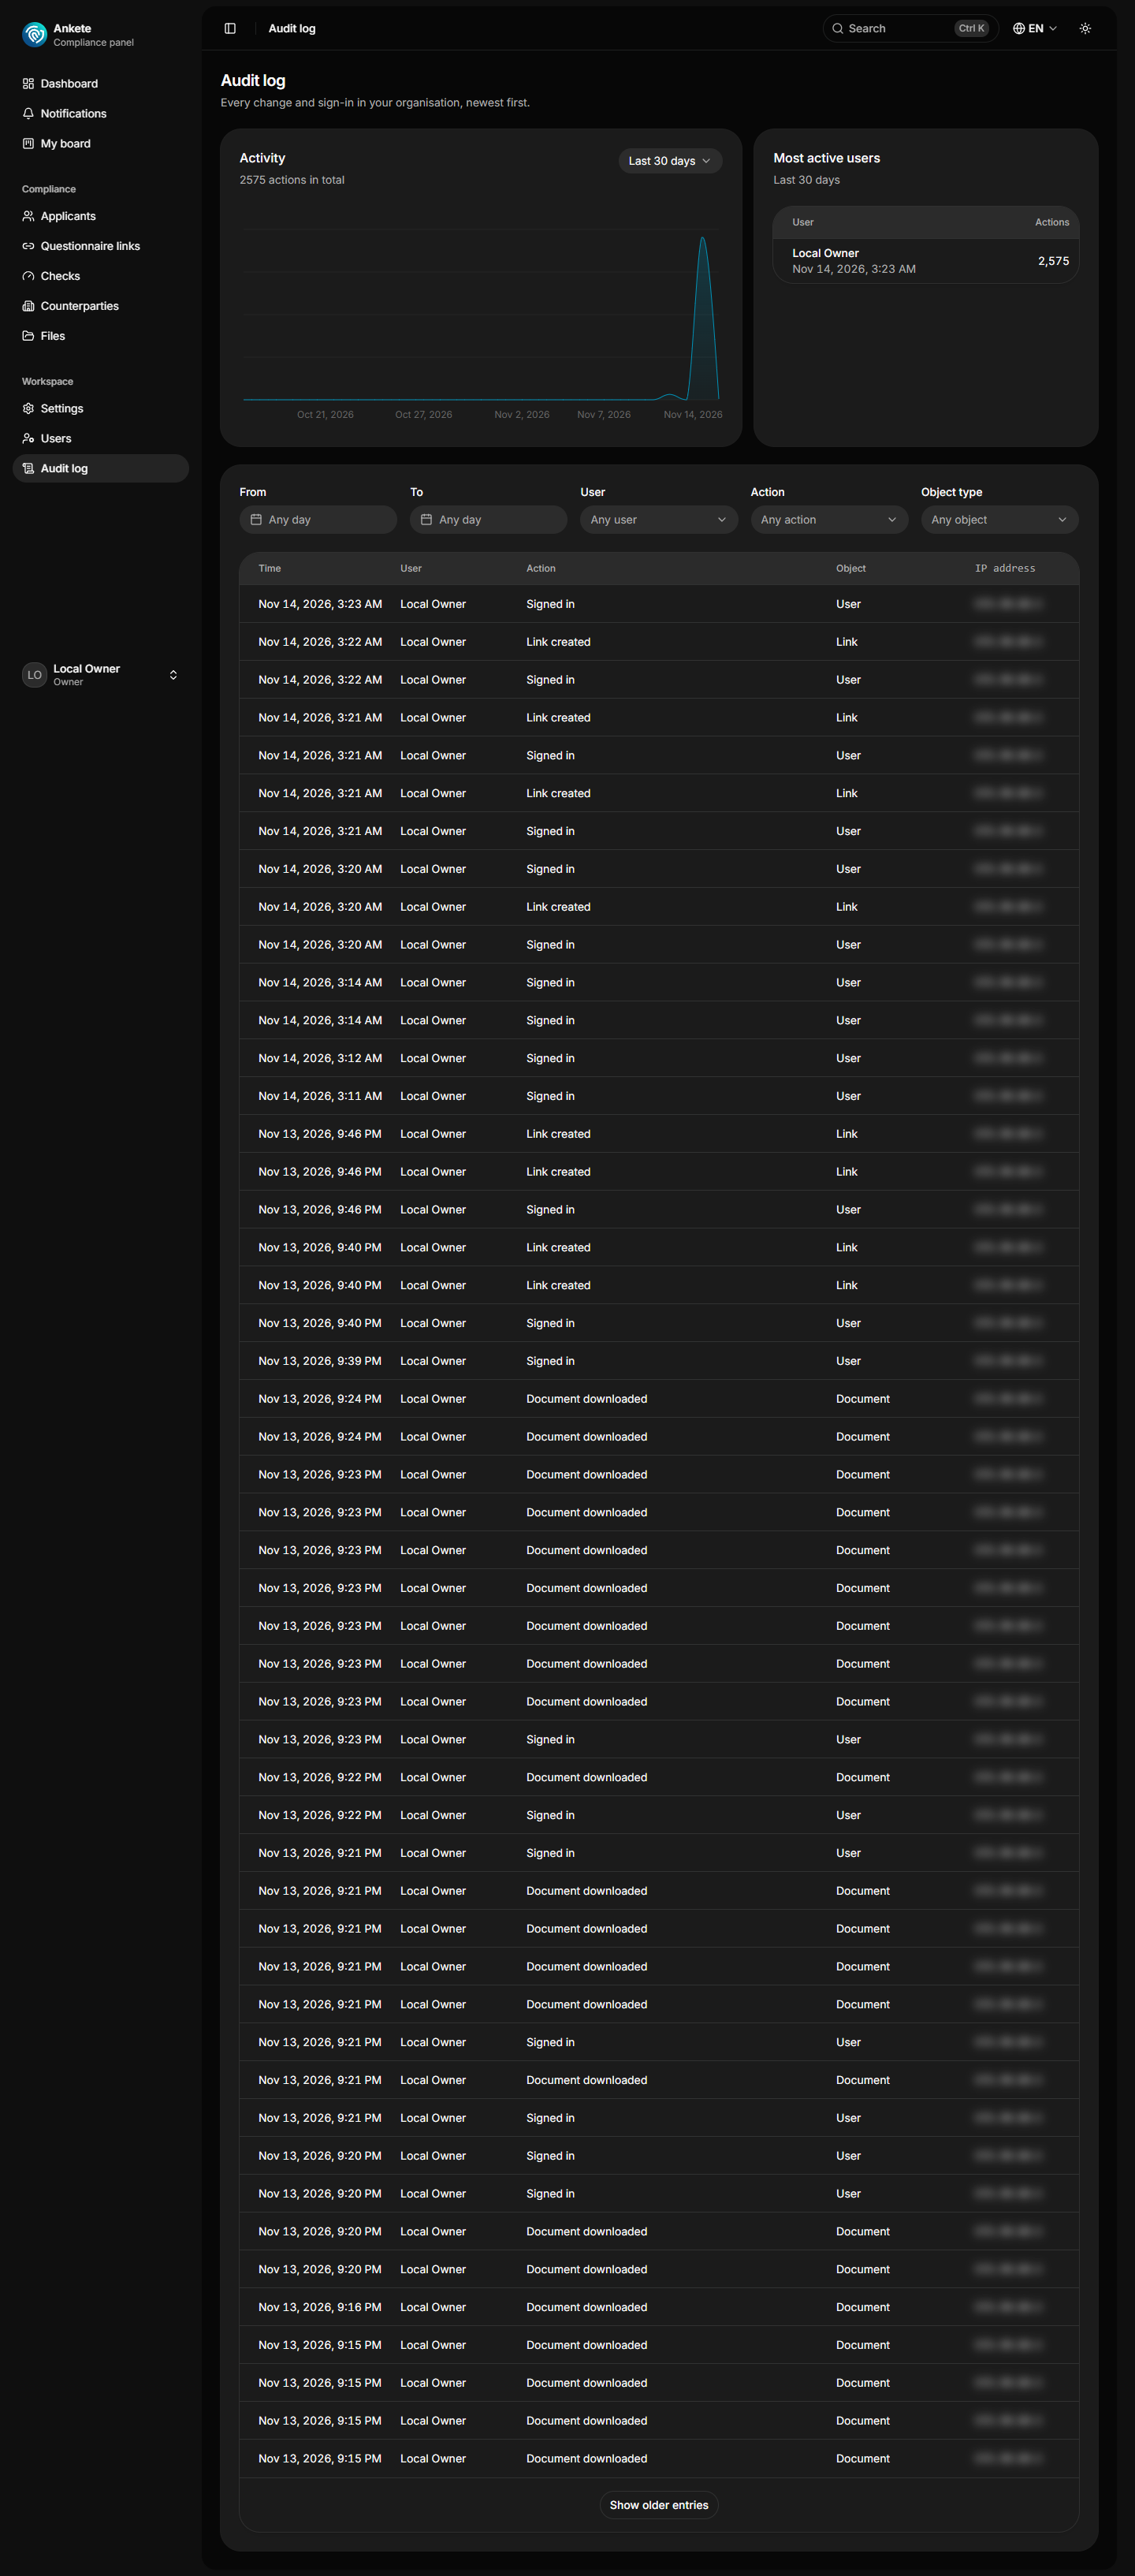 Ankete
Compliance panel
Dashboard
Notifications
My board
Compliance
Applicants
Questionnaire links
Checks
Counterparties
Files
Workspace
Settings
Users
Audit log
LO
Local Owner
Owner
Audit log
Search Ctrl K
EN
Audit log
Every change and sign-in in your organisation, newest first.
Activity
2575 actions in total
Last 30 days
Oct 21, 2026 Oct 27, 2026 Nov 2, 2026 Nov 7, 2026 Nov 14, 2026
Most active users
Last 30 days
User Actions
Local Owner
Nov 14, 2026, 3:23 AM
2,575
From To User Action Object type
Any day Any day Any user Any action Any object
Time User Action Object IP address
Nov 14, 2026, 3:23 AM Local Owner Signed in User
Nov 14, 2026, 3:22 AM Local Owner Link created Link
Nov 14, 2026, 3:22 AM Local Owner Signed in User
Nov 14, 2026, 3:21 AM Local Owner Link created Link
Nov 14, 2026, 3:21 AM Local Owner Signed in User
Nov 14, 2026, 3:21 AM Local Owner Link created Link
Nov 14, 2026, 3:21 AM Local Owner Signed in User
Nov 14, 2026, 3:20 AM Local Owner Signed in User
Nov 14, 2026, 3:20 AM Local Owner Link created Link
Nov 14, 2026, 3:20 AM Local Owner Signed in User
Nov 14, 2026, 3:14 AM Local Owner Signed in User
Nov 14, 2026, 3:14 AM Local Owner Signed in User
Nov 14, 2026, 3:12 AM Local Owner Signed in User
Nov 14, 2026, 3:11 AM Local Owner Signed in User
Nov 13, 2026, 9:46 PM Local Owner Link created Link
Nov 13, 2026, 9:46 PM Local Owner Link created Link
Nov 13, 2026, 9:46 PM Local Owner Signed in User
Nov 13, 2026, 9:40 PM Local Owner Link created Link
Nov 13, 2026, 9:40 PM Local Owner Link created Link
Nov 13, 2026, 9:40 PM Local Owner Signed in User
Nov 13, 2026, 9:39 PM Local Owner Signed in User
Nov 13, 2026, 9:24 PM Local Owner Document downloaded Document
Nov 13, 2026, 9:24 PM Local Owner Document downloaded Document
Nov 13, 2026, 9:23 PM Local Owner Document downloaded Document
Nov 13, 2026, 9:23 PM Local Owner Document downloaded Document
Nov 13, 2026, 9:23 PM Local Owner Document downloaded Document
Nov 13, 2026, 9:23 PM Local Owner Document downloaded Document
Nov 13, 2026, 9:23 PM Local Owner Document downloaded Document
Nov 13, 2026, 9:23 PM Local Owner Document downloaded Document
Nov 13, 2026, 9:23 PM Local Owner Document downloaded Document
Nov 13, 2026, 9:23 PM Local Owner Signed in User
Nov 13, 2026, 9:22 PM Local Owner Document downloaded Document
Nov 13, 2026, 9:22 PM Local Owner Signed in User
Nov 13, 2026, 9:21 PM Local Owner Signed in User
Nov 13, 2026, 9:21 PM Local Owner Document downloaded Document
Nov 13, 2026, 9:21 PM Local Owner Document downloaded Document
Nov 13, 2026, 9:21 PM Local Owner Document downloaded Document
Nov 13, 2026, 9:21 PM Local Owner Document downloaded Document
Nov 13, 2026, 9:21 PM Local Owner Signed in User
Nov 13, 2026, 9:21 PM Local Owner Document downloaded Document
Nov 13, 2026, 9:21 PM Local Owner Signed in User
Nov 13, 2026, 9:20 PM Local Owner Signed in User
Nov 13, 2026, 9:20 PM Local Owner Signed in User
Nov 13, 2026, 9:20 PM Local Owner Document downloaded Document
Nov 13, 2026, 9:20 PM Local Owner Document downloaded Document
Nov 13, 2026, 9:16 PM Local Owner Document downloaded Document
Nov 13, 2026, 9:15 PM Local Owner Document downloaded Document
Nov 13, 2026, 9:15 PM Local Owner Document downloaded Document
Nov 13, 2026, 9:15 PM Local Owner Document downloaded Document
Nov 13, 2026, 9:15 PM Local Owner Document downloaded Document
Show older entries